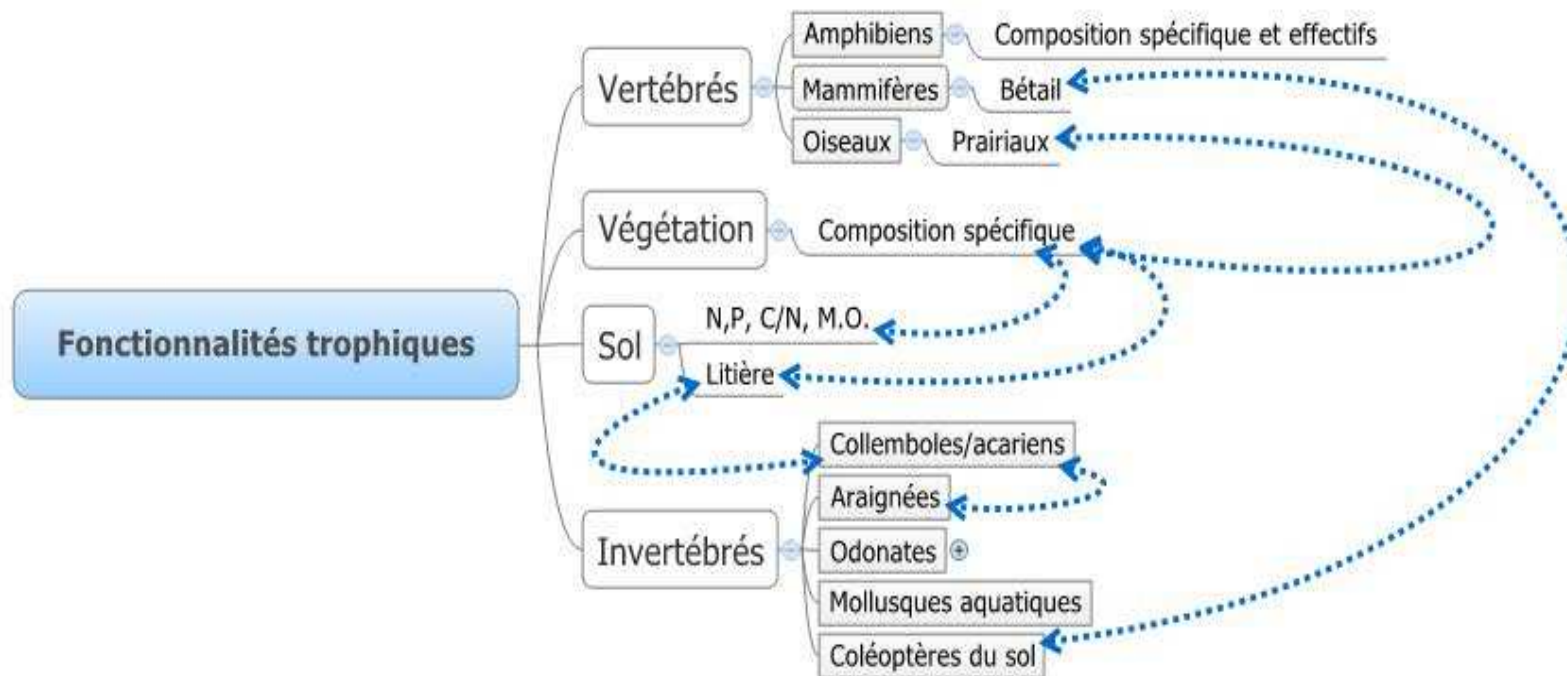 Fonctionnalités trophiques
Vertébrés
Amphibiens
Composition spécifique et effectifs
Mammifères
Bétail
Oiseaux
Prairiaux
Végétation
Composition spécifique
Sol
N,P, C/N, M.O.
Litière
Invertébrés
Collemboles/acariens
Araignées
Odonates
Mollusques aquatiques
Coléoptères du sol